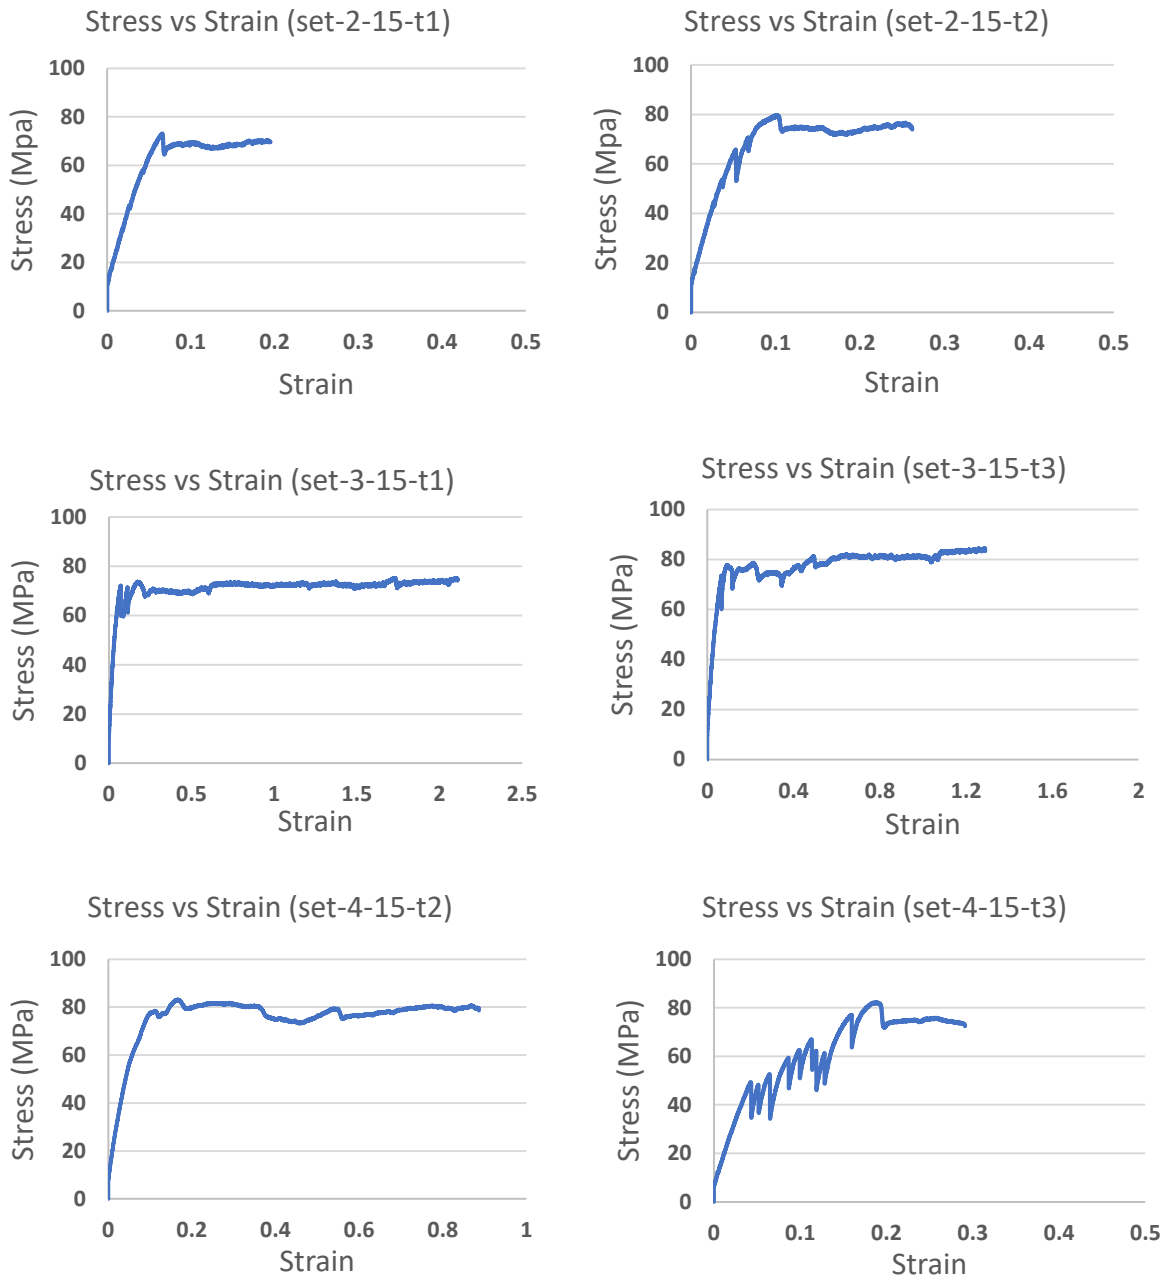 Stress vs Strain (set-2-15-t1)
Stress (Mpa)
100
80
60
40
20
0
0 0.1 0.2 0.3 0.4 0.5
Strain
Stress vs Strain (set-2-15-t2)
Stress (Mpa)
100
80
60
40
20
0
0 0.1 0.2 0.3 0.4 0.5
Strain
Stress vs Strain (set-3-15-t1)
Stress (MPa)
100
80
60
40
20
0
0 0.5 1 1.5 2 2.5
Strain
Stress vs Strain (set-3-15-t3)
Stress (MPa)
100
80
60
40
20
0
0 0.4 0.8 1.2 1.6 2
Strain
Stress vs Strain (set-4-15-t2)
Stress (MPa)
100
80
60
40
20
0
0 0.2 0.4 0.6 0.8 1
Strain
Stress vs Strain (set-4-15-t3)
Stress (MPa)
100
80
60
40
20
0
0 0.1 0.2 0.3 0.4 0.5
Strain